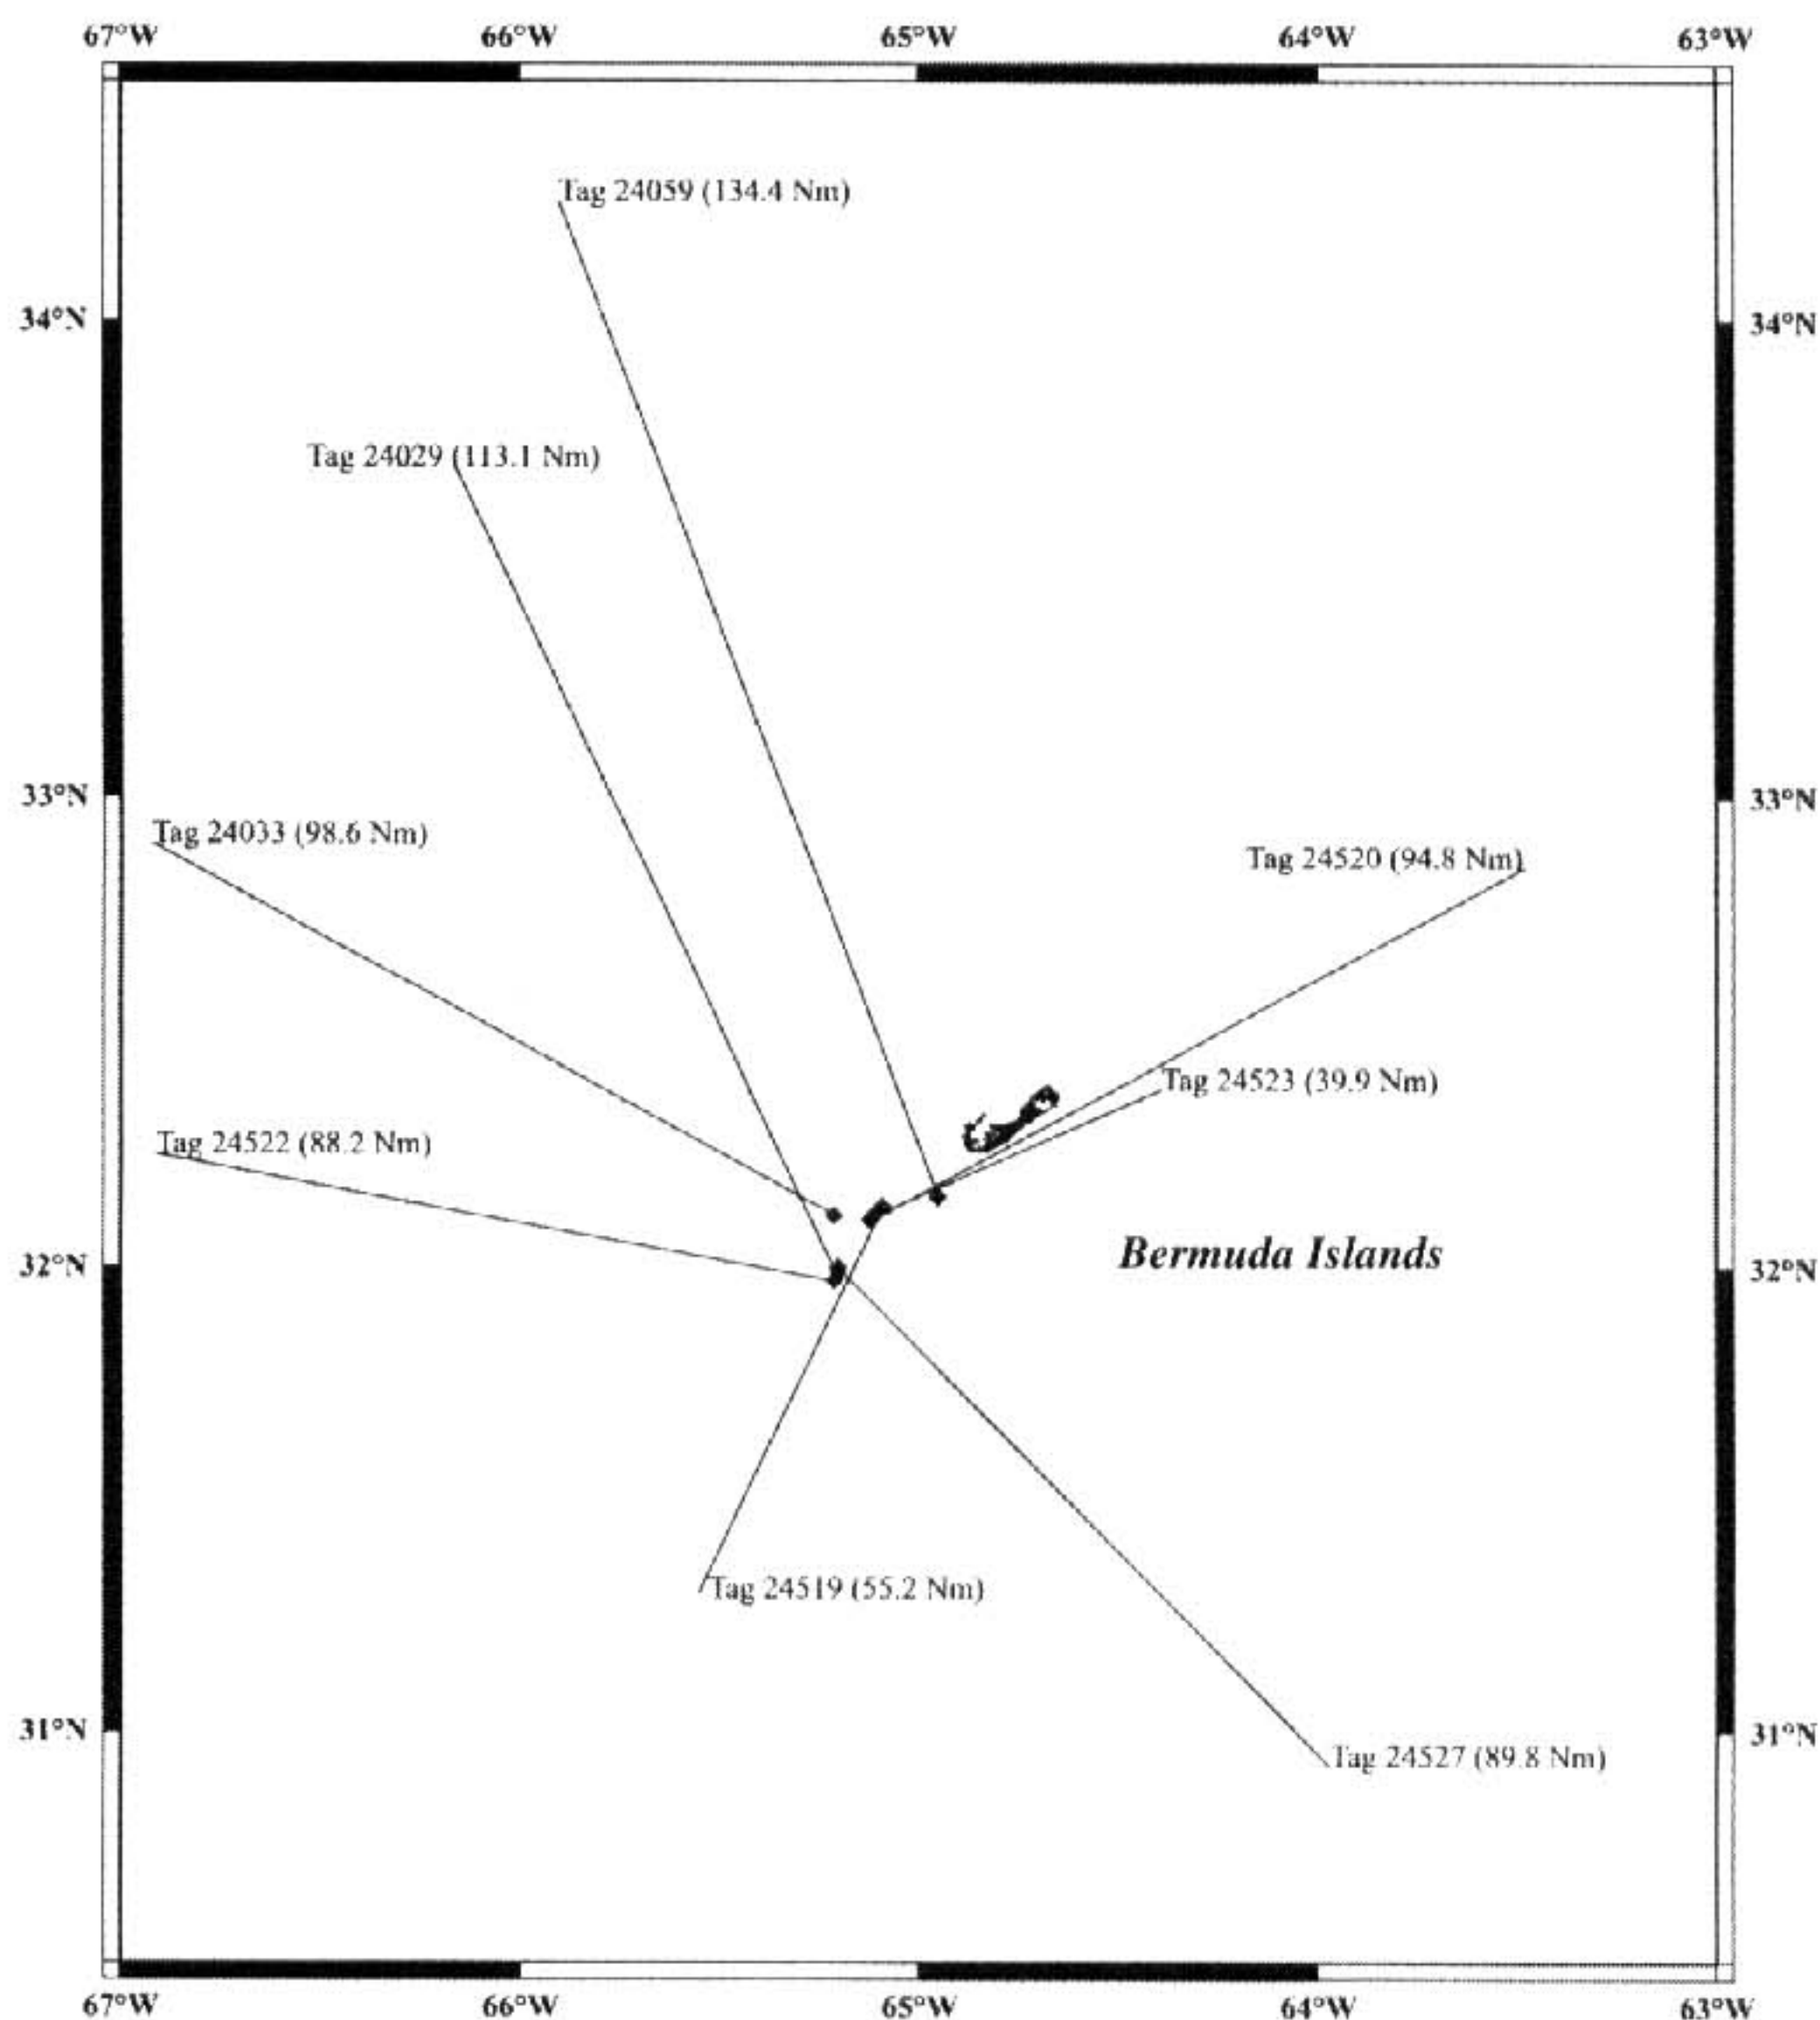 67°W 66°W 65°W 64°W 63°W
Tag 24059 (134.4 Nm)
34°N 34°N
Tag 24029 (113.1 Nm)
33°N 33°N
Tag 24033 (98.6 Nm)
Tag 24520 (94.8 Nm)
Tag 24523 (39.9 Nm)
Tag 24522 (88.2 Nm)
Bermuda Islands
32°N 32°N
Tag 24519 (55.2 Nm)
31°N 31°N
Tag 24527 (89.8 Nm)
67°W 66°W 65°W 64°W 63°W